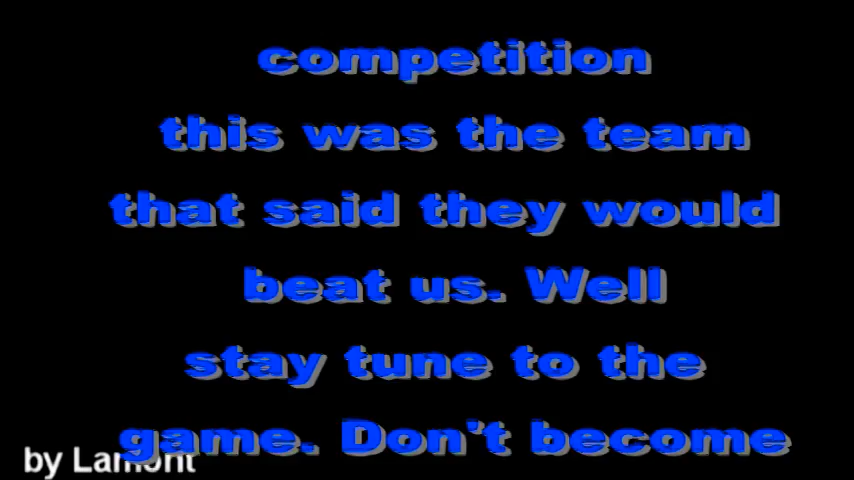 competition
this was the team
that said they would
beat us. Well
stay tune to the
game. Don't become
by Lamont